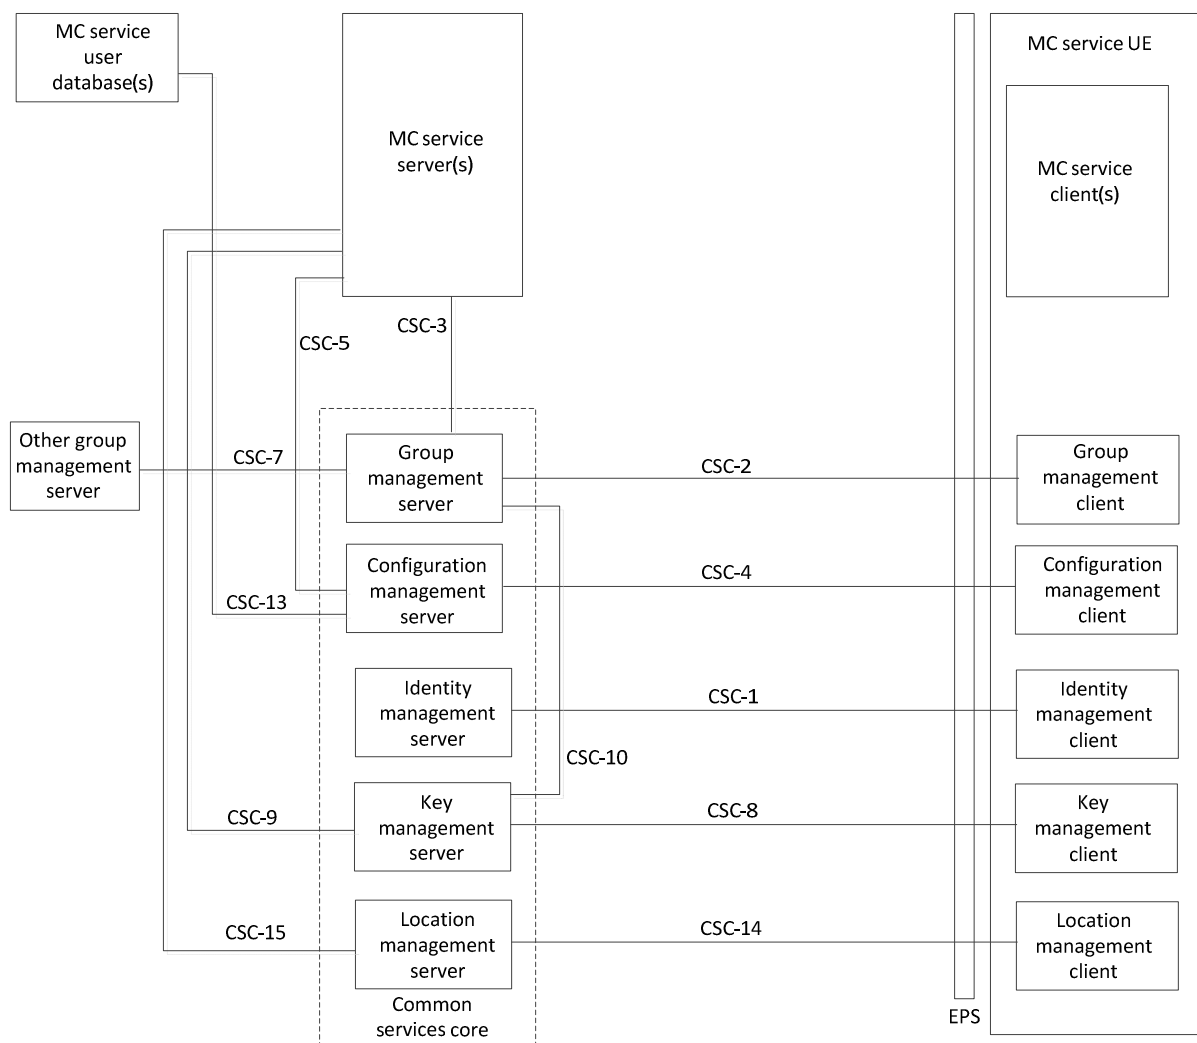 MC service
user
database(s)
MC service
server(s)
MC service UE
MC service
client(s)
CSC-3
CSC-5
Other group
management
server
CSC-7
Group
management
server
CSC-2
Group
management
client
Configuration
management
server
CSC-4
Configuration
management
client
CSC-13
Identity
management
server
CSC-1
Identity
management
client
CSC-10
Key
management
server
CSC-9
CSC-8
Key
management
client
Location
management
server
CSC-15
CSC-14
Location
management
client
Common
services core
EPS